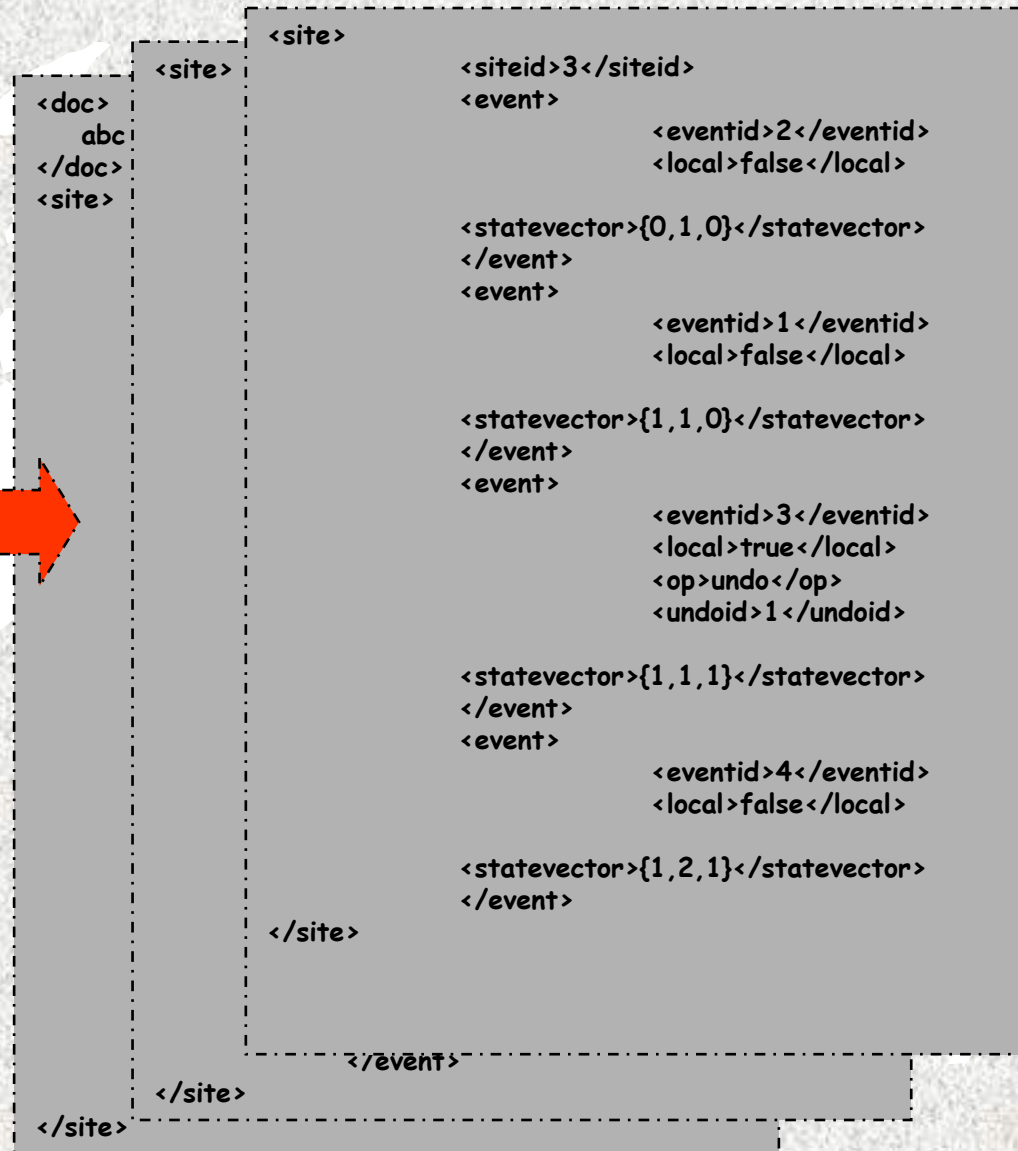 <doc>
abc
</doc>
<site>
</site>
<site>
</event>
</site>
<site>
<siteid>3</siteid>
<event>
<eventid>2</eventid>
<local>false</local>
<statevector>{0,1,0}</statevector>
</event>
<event>
<eventid>1</eventid>
<local>false</local>
<statevector>{1,1,0}</statevector>
</event>
<event>
<eventid>3</eventid>
<local>true</local>
<op>undo</op>
<undoid>1</undoid>
<statevector>{1,1,1}</statevector>
</event>
<event>
<eventid>4</eventid>
<local>false</local>
<statevector>{1,2,1}</statevector>
</event>
</site>